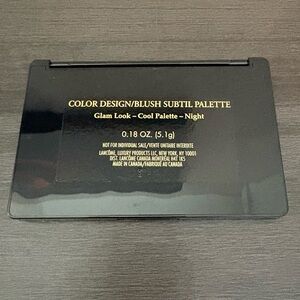 COLOR DESIGN/BLUSH SUBTIL PALETTE
Glam Look – Cool Palette – Night
0.18 OZ. (5.1g)
NOT FOR INDIVIDUAL SALE/VENTE UNITAIRE INTERDITE
LANCÔME, LUXURY PRODUCTS LLC, NEW YORK, NY 10001
DIST. LANCÔME CANADA MONTRÉAL H4T 1K5
MADE IN CANADA/FABRIQUÉ AU CANADA